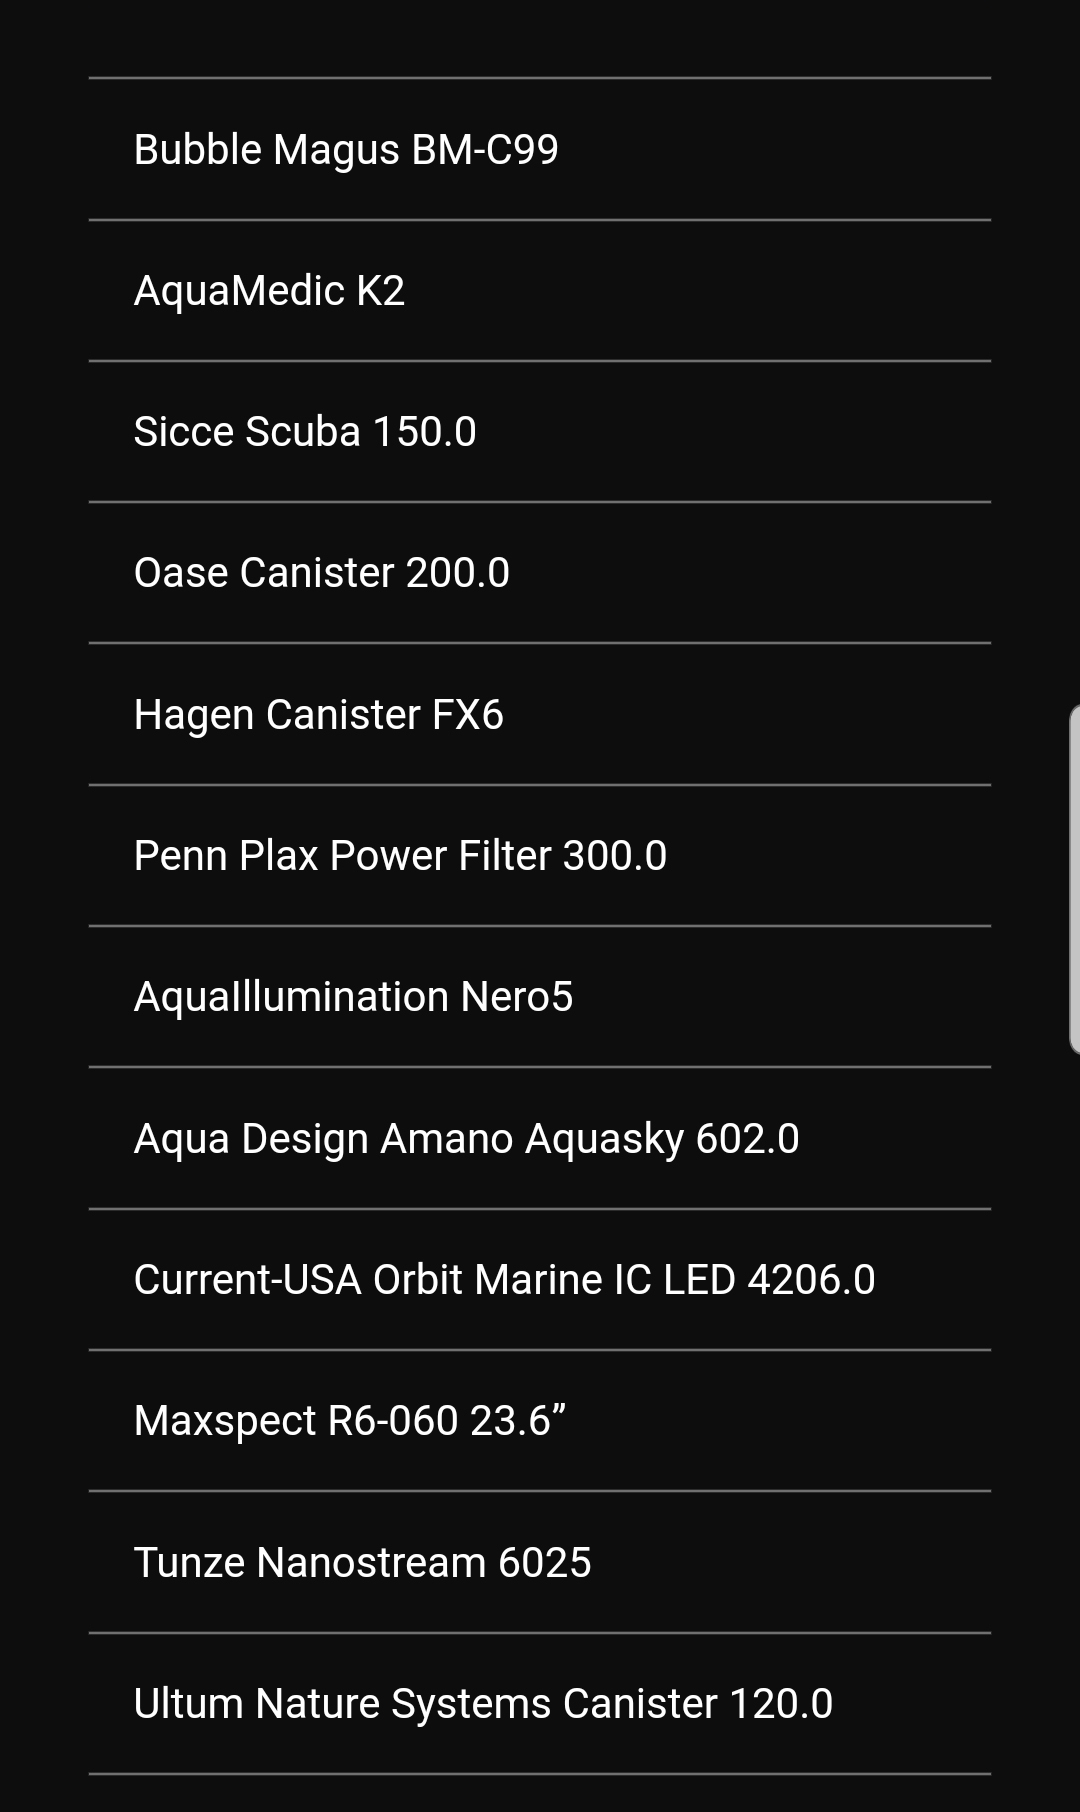 Bubble Magus BM-C99
AquaMedic K2
Sicce Scuba 150.0
Oase Canister 200.0
Hagen Canister FX6
Penn Plax Power Filter 300.0
AquaIllumination Nero5
Aqua Design Amano Aquasky 602.0
Current-USA Orbit Marine IC LED 4206.0
Maxspect R6-060 23.6”
Tunze Nanostream 6025
Ultum Nature Systems Canister 120.0